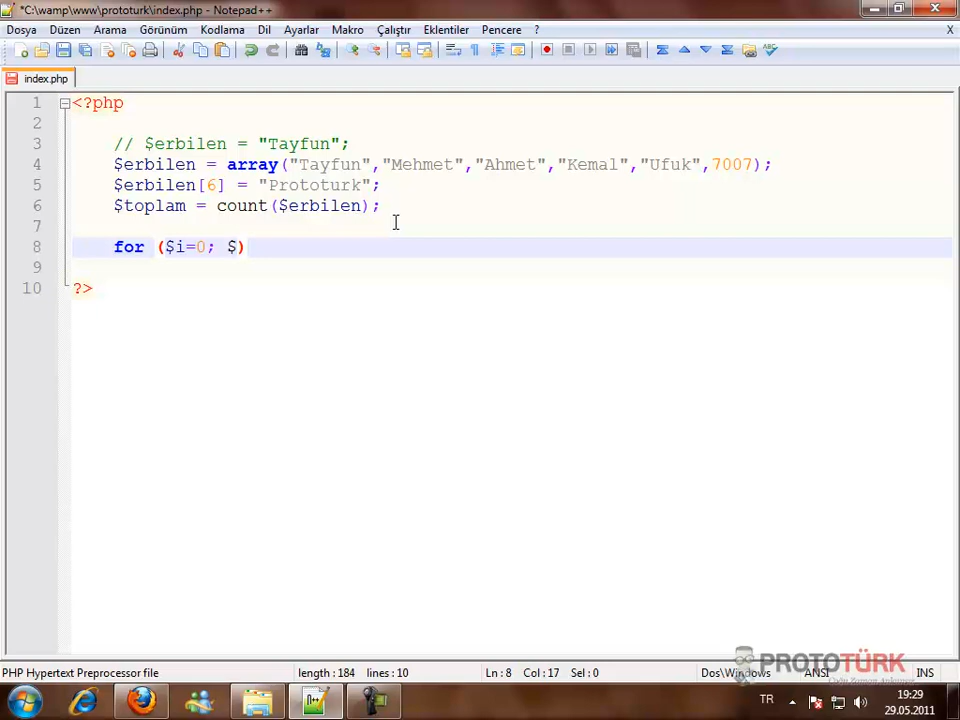 *C:\wamp\www\prototurk\index.php - Notepad++
Dosya Düzen Arama Görünüm Kodlama Dil Ayarlar Makro Çalıştır Eklentiler Pencere ? X
index.php
1 <?php
2
3 // $erbilen = "Tayfun";
4 $erbilen = array("Tayfun","Mehmet","Ahmet","Kemal","Ufuk",7007);
5 $erbilen[6] = "Prototurk";
6 $toplam = count($erbilen);
7
8 for ($i=0; $)
9
10 ?>
PROTOTÜRK
PHP Hypertext Preprocessor file length : 184 lines : 10 Ln : 8 Col : 17 Sel : 0 Dos\Windows ANSI INS
TR 19:29
29.05.2011